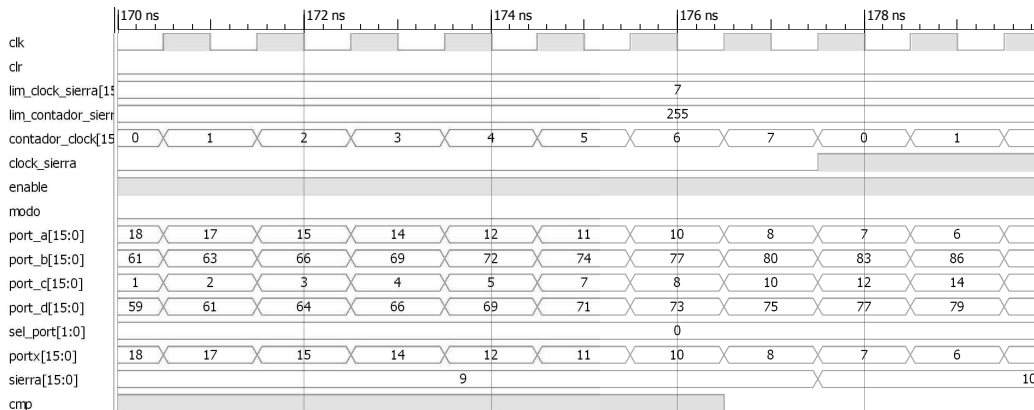 170 ns 172 ns 174 ns 176 ns 178 ns
clk
clr
lim_clock_sierra[15 7
lim_contador_sierr 255
contador_clock[15 0 1 2 3 4 5 6 7 0 1
clock_sierra
enable
modo
port_a[15:0] 18 17 15 14 12 11 10 8 7 6
port_b[15:0] 61 63 66 69 72 74 77 80 83 86
port_c[15:0] 1 2 3 4 5 7 8 10 12 14
port_d[15:0] 59 61 64 66 69 71 73 75 77 79
sel_port[1:0] 0
portx[15:0] 18 17 15 14 12 11 10 8 7 6
sierra[15:0] 9 10
cmp